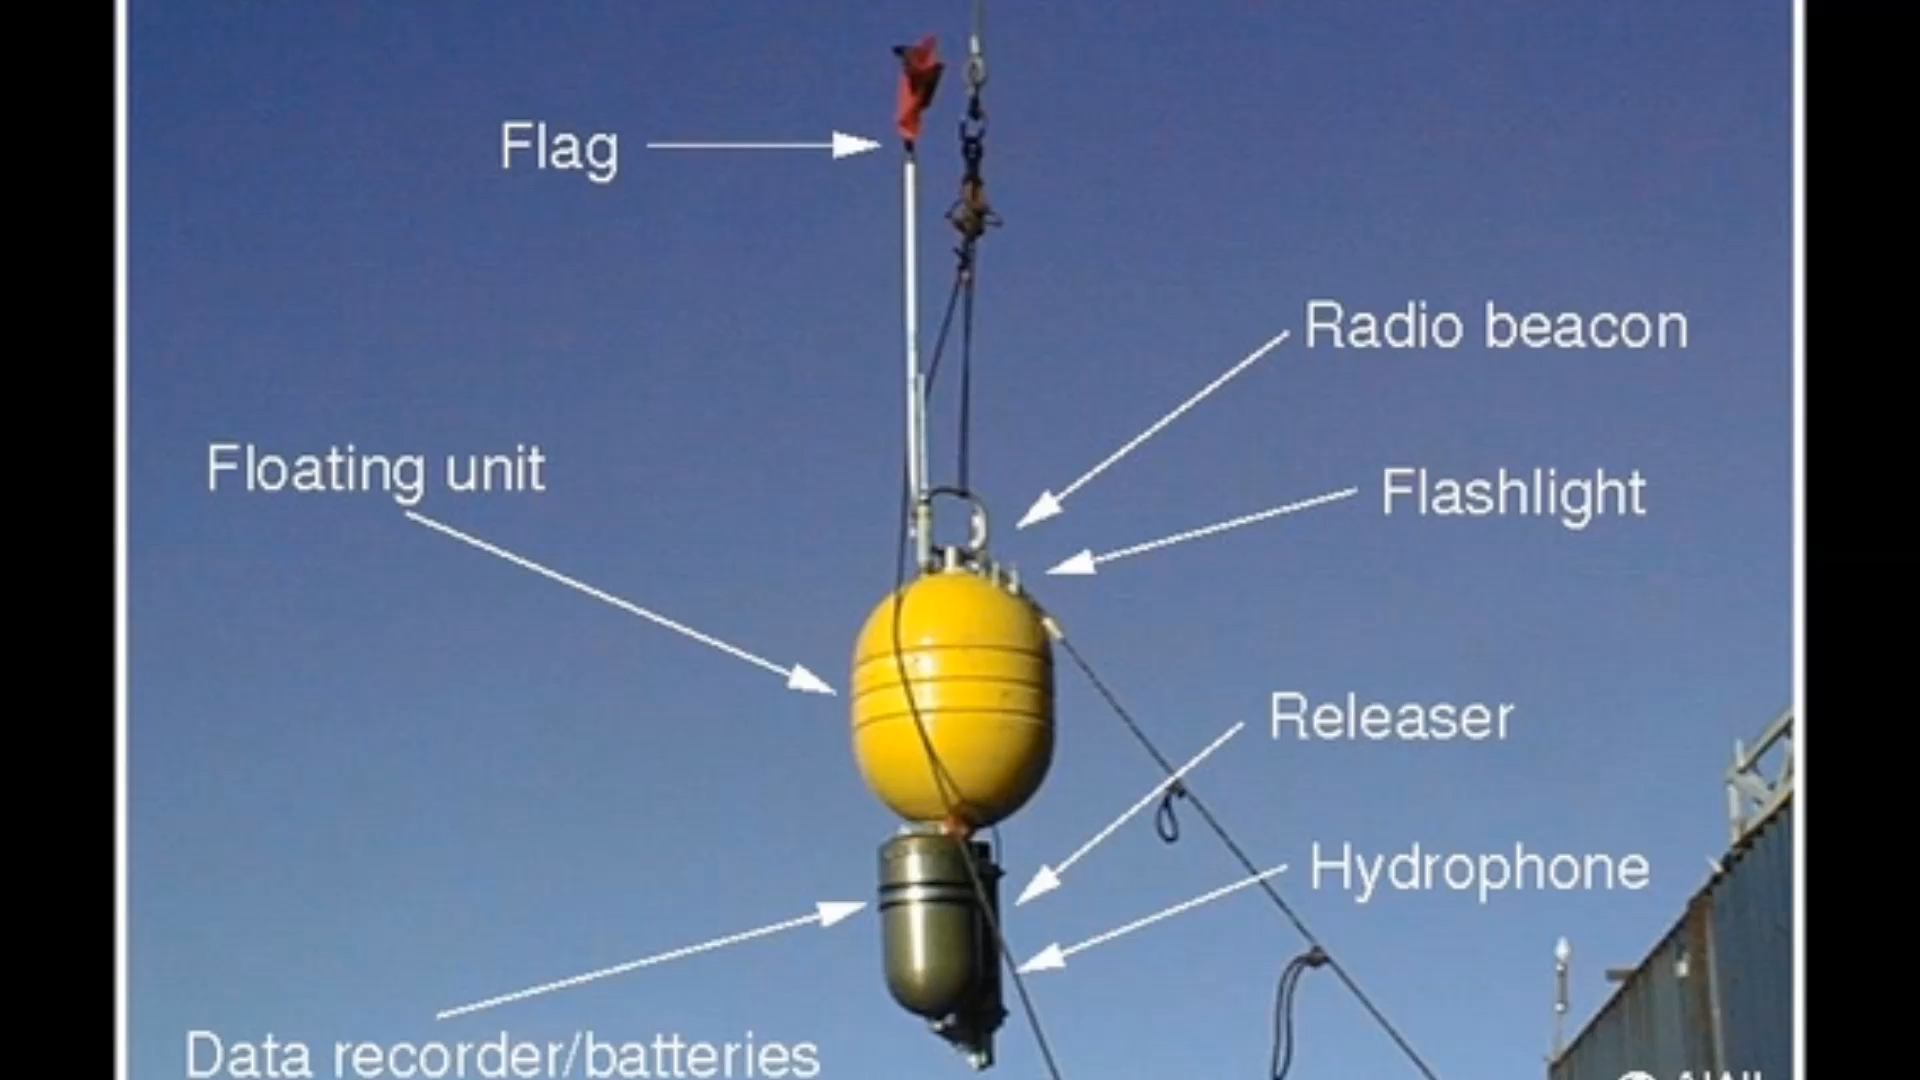 Flag
Radio beacon
Floating unit
Flashlight
Releaser
Hydrophone
Data recorder/batteries